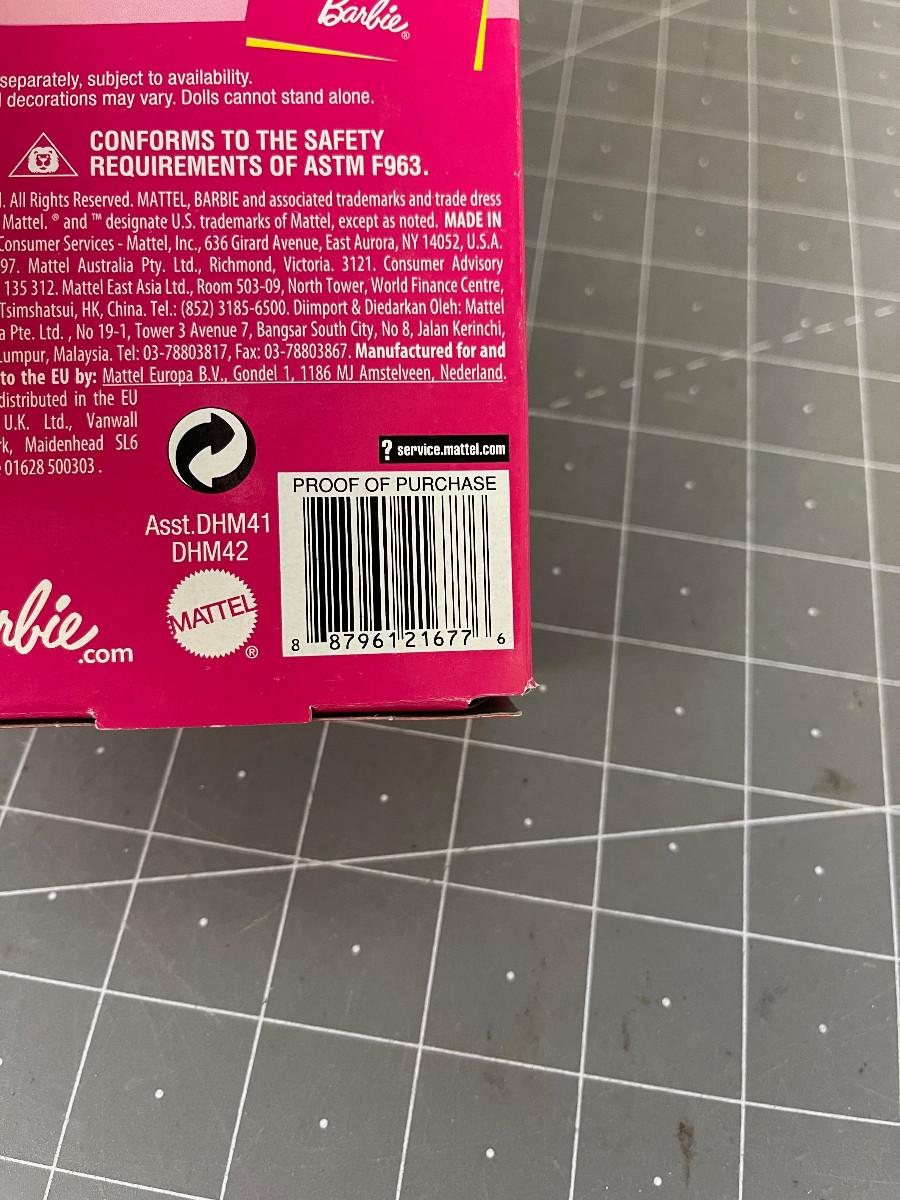 Barbie®
separately, subject to availability.
decorations may vary. Dolls cannot stand alone.
CONFORMS TO THE SAFETY
REQUIREMENTS OF ASTM F963.
. All Rights Reserved. MATTEL, BARBIE and associated trademarks and trade dress
Mattel. ® and ™ designate U.S. trademarks of Mattel, except as noted. MADE IN
Consumer Services - Mattel, Inc., 636 Girard Avenue, East Aurora, NY 14052, U.S.A.
97. Mattel Australia Pty. Ltd., Richmond, Victoria. 3121. Consumer Advisory
135 312. Mattel East Asia Ltd., Room 503-09, North Tower, World Finance Centre,
Tsimshatsui, HK, China. Tel.: (852) 3185-6500. Diimport & Diedarkan Oleh: Mattel
a Pte. Ltd., No 19-1, Tower 3 Avenue 7, Bangsar South City, No 8, Jalan Kerinchi,
Lumpur, Malaysia. Tel: 03-78803817, Fax: 03-78803867. Manufactured for and
to the EU by: Mattel Europa B.V., Gondel 1, 1186 MJ Amstelveen, Nederland.
distributed in the EU
U.K. Ltd., Vanwall
rk, Maidenhead SL6
01628 500303.
? service.mattel.com
PROOF OF PURCHASE
Asst.DHM41
DHM42
MATTEL®
8 87961 21677 6
rbie.com